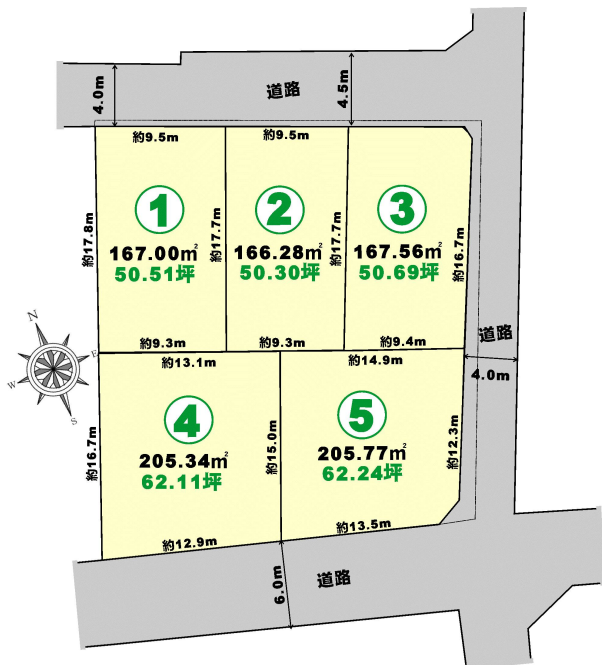 4.0m
道路
4.5m
約9.5m
約9.5m
約17.8m
1
167.00㎡
50.51坪
約17.7m
2
166.28㎡
50.30坪
約17.7m
3
167.56㎡
50.69坪
約16.7m
約9.3m
約9.3m
約9.4m
道路
4.0m
N
E
W
S
約13.1m
約14.9m
約16.7m
4
205.34㎡
62.11坪
約15.0m
5
205.77㎡
62.24坪
約12.3m
約12.9m
約13.5m
6.0m
道路